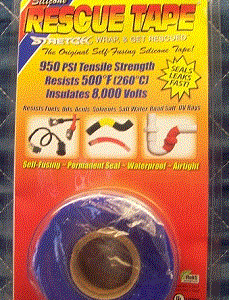 Silicone
RESCUE TAPE
STRETCH, WRAP, & GET RESCUED!
The Original Self-Fusing Silicone Tape!
950 PSI Tensile Strength
Resists 500°F (260°C)
Insulates 8,000 Volts
SEALS
LEAKS
FAST!
Resists Fuels Oils Acids Solvents Salt Water Road Salt UV Rays
Self-Fusing ~ Permanent Seal ~ Waterproof ~ Airtight